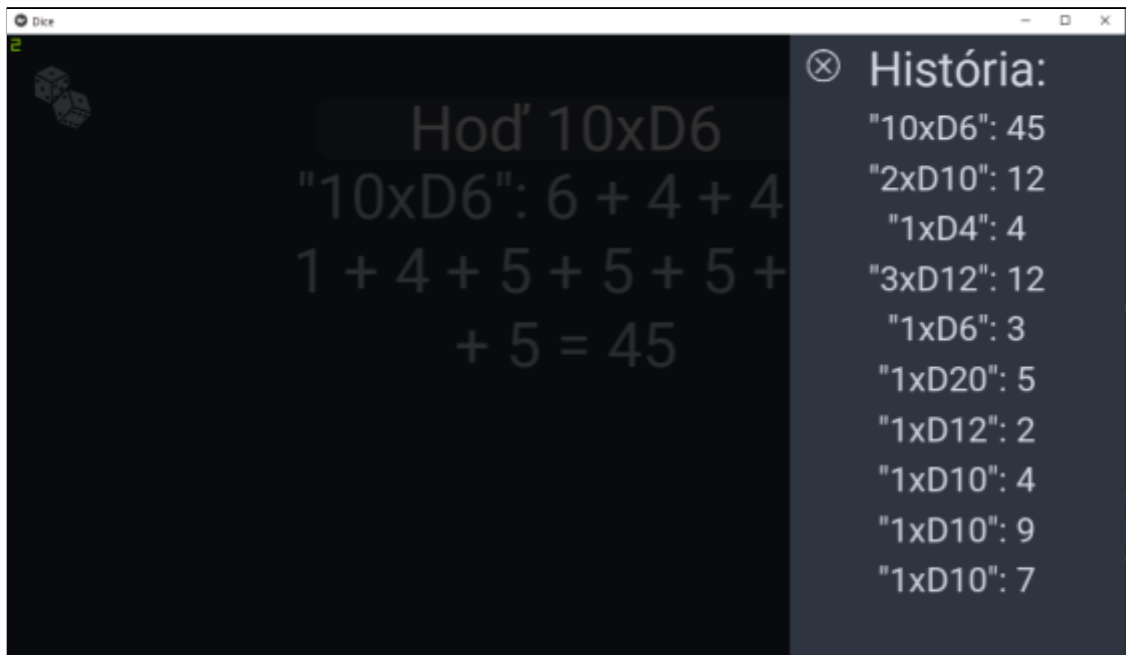 Dice
2
Hoď 10xD6
"10xD6": 6 + 4 + 4
1 + 4 + 5 + 5 + 5 +
+ 5 = 45
História:
"10xD6": 45
"2xD10": 12
"1xD4": 4
"3xD12": 12
"1xD6": 3
"1xD20": 5
"1xD12": 2
"1xD10": 4
"1xD10": 9
"1xD10": 7